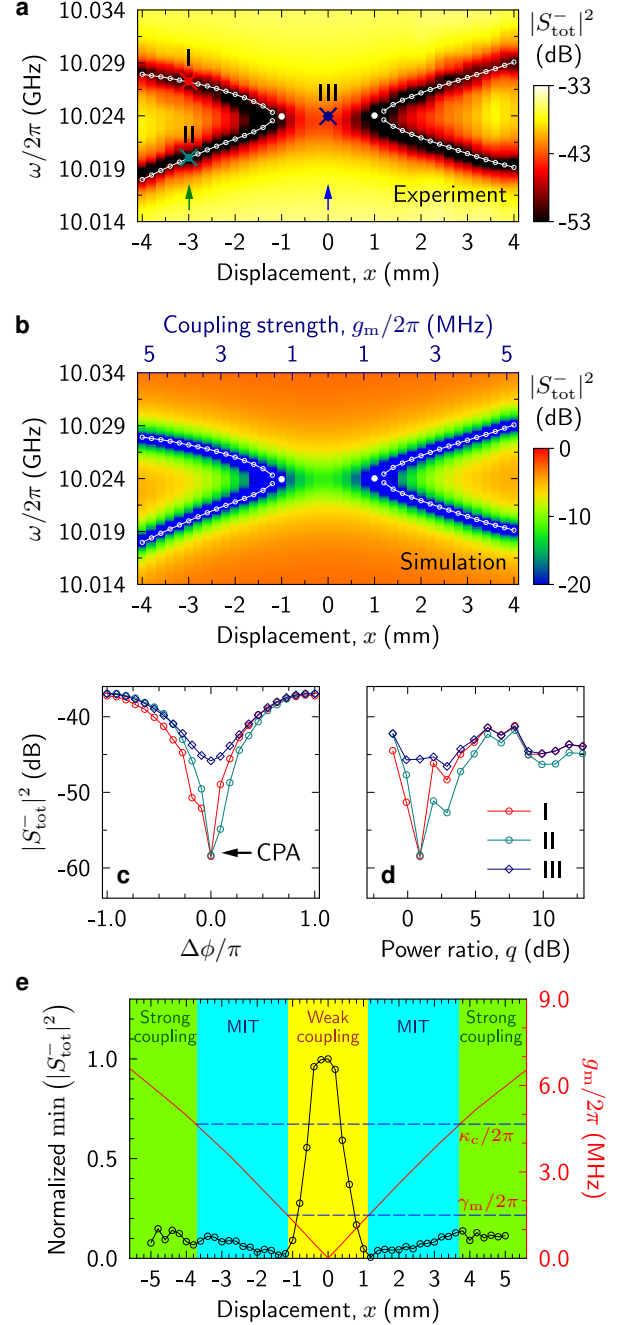 a
|S⁻tot|²
(dB)
10.034
10.029
10.024
10.019
10.014
ω/2π (GHz)
I
II
III
Experiment
-33
-43
-53
-4 -3 -2 -1 0 1 2 3 4
Displacement, x (mm)
b
Coupling strength, gm/2π (MHz)
5 3 1 1 3 5
|S⁻tot|²
(dB)
10.034
10.029
10.024
10.019
10.014
ω/2π (GHz)
Simulation
0
-10
-20
-4 -3 -2 -1 0 1 2 3 4
Displacement, x (mm)
|S⁻tot|² (dB)
-40
-50
-60
CPA
c
-1.0 0.0 1.0
Δϕ/π
I
II
III
d
0 5 10
Power ratio, q (dB)
e
Normalized min (|S⁻tot|²)
1.0
0.5
0.0
Strong
coupling
MIT
Weak
coupling
MIT
Strong
coupling
κc/2π
γm/2π
9.0
6.0
3.0
0.0
gm/2π (MHz)
-5 -4 -3 -2 -1 0 1 2 3 4 5
Displacement, x (mm)